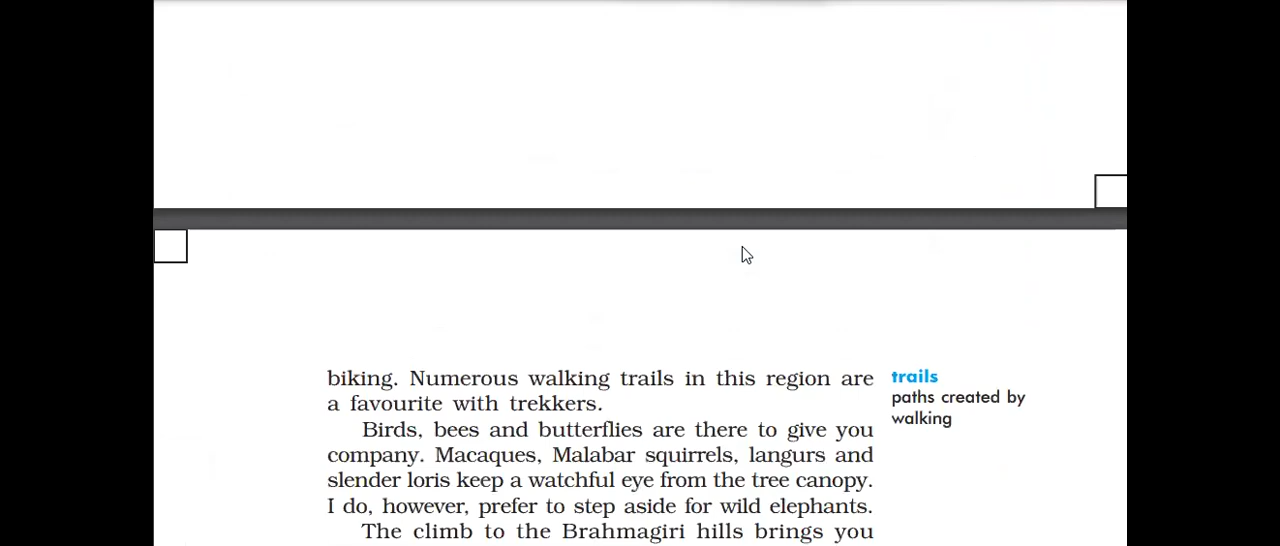 biking. Numerous walking trails in this region are
a favourite with trekkers.
Birds, bees and butterflies are there to give you
company. Macaques, Malabar squirrels, langurs and
slender loris keep a watchful eye from the tree canopy.
I do, however, prefer to step aside for wild elephants.
The climb to the Brahmagiri hills brings you
trails
paths created by
walking